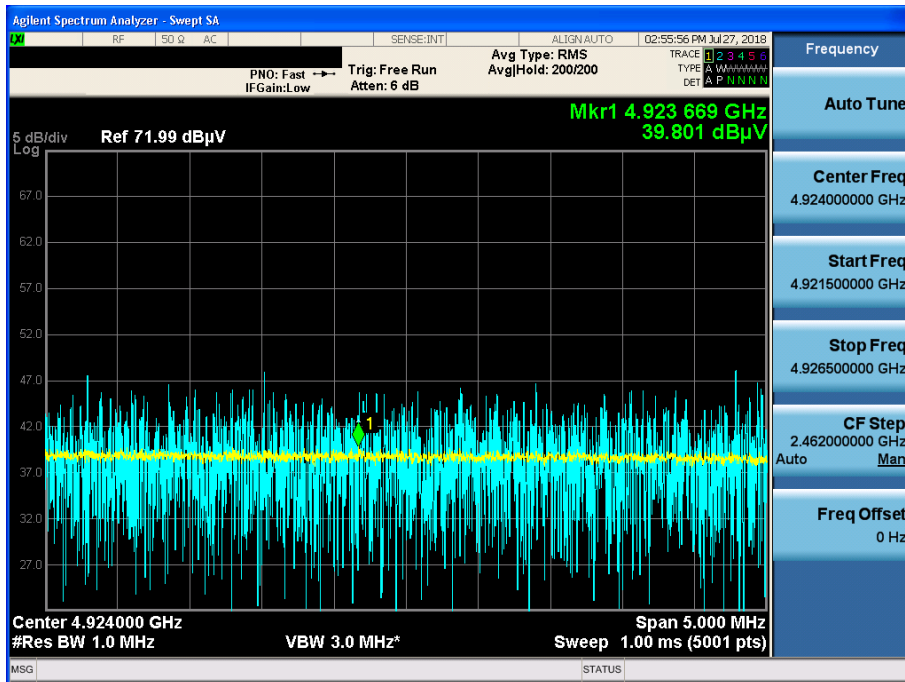 Agilent Spectrum Analyzer - Swept SA
LXI RF 50 Ω AC SENSE:INT ALIGN AUTO 02:55:56 PM Jul 27, 2018
PNO: Fast
IFGain:Low
Trig: Free Run
Atten: 6 dB
Avg Type: RMS
Avg|Hold: 200/200
TRACE 1 2 3 4 5 6
TYPE A WWWWW
DET A P N N N N
Mkr1 4.923 669 GHz
39.801 dBµV
5 dB/div
Log
Ref 71.99 dBµV
67.0
62.0
57.0
52.0
47.0
42.0
37.0
32.0
27.0
1
Center 4.924000 GHz
#Res BW 1.0 MHz
VBW 3.0 MHz*
Span 5.000 MHz
Sweep 1.00 ms (5001 pts)
MSG
STATUS
Frequency
Auto Tune
Center Freq
4.924000000 GHz
Start Freq
4.921500000 GHz
Stop Freq
4.926500000 GHz
CF Step
2.462000000 GHz
Auto Man
Freq Offset
0 Hz